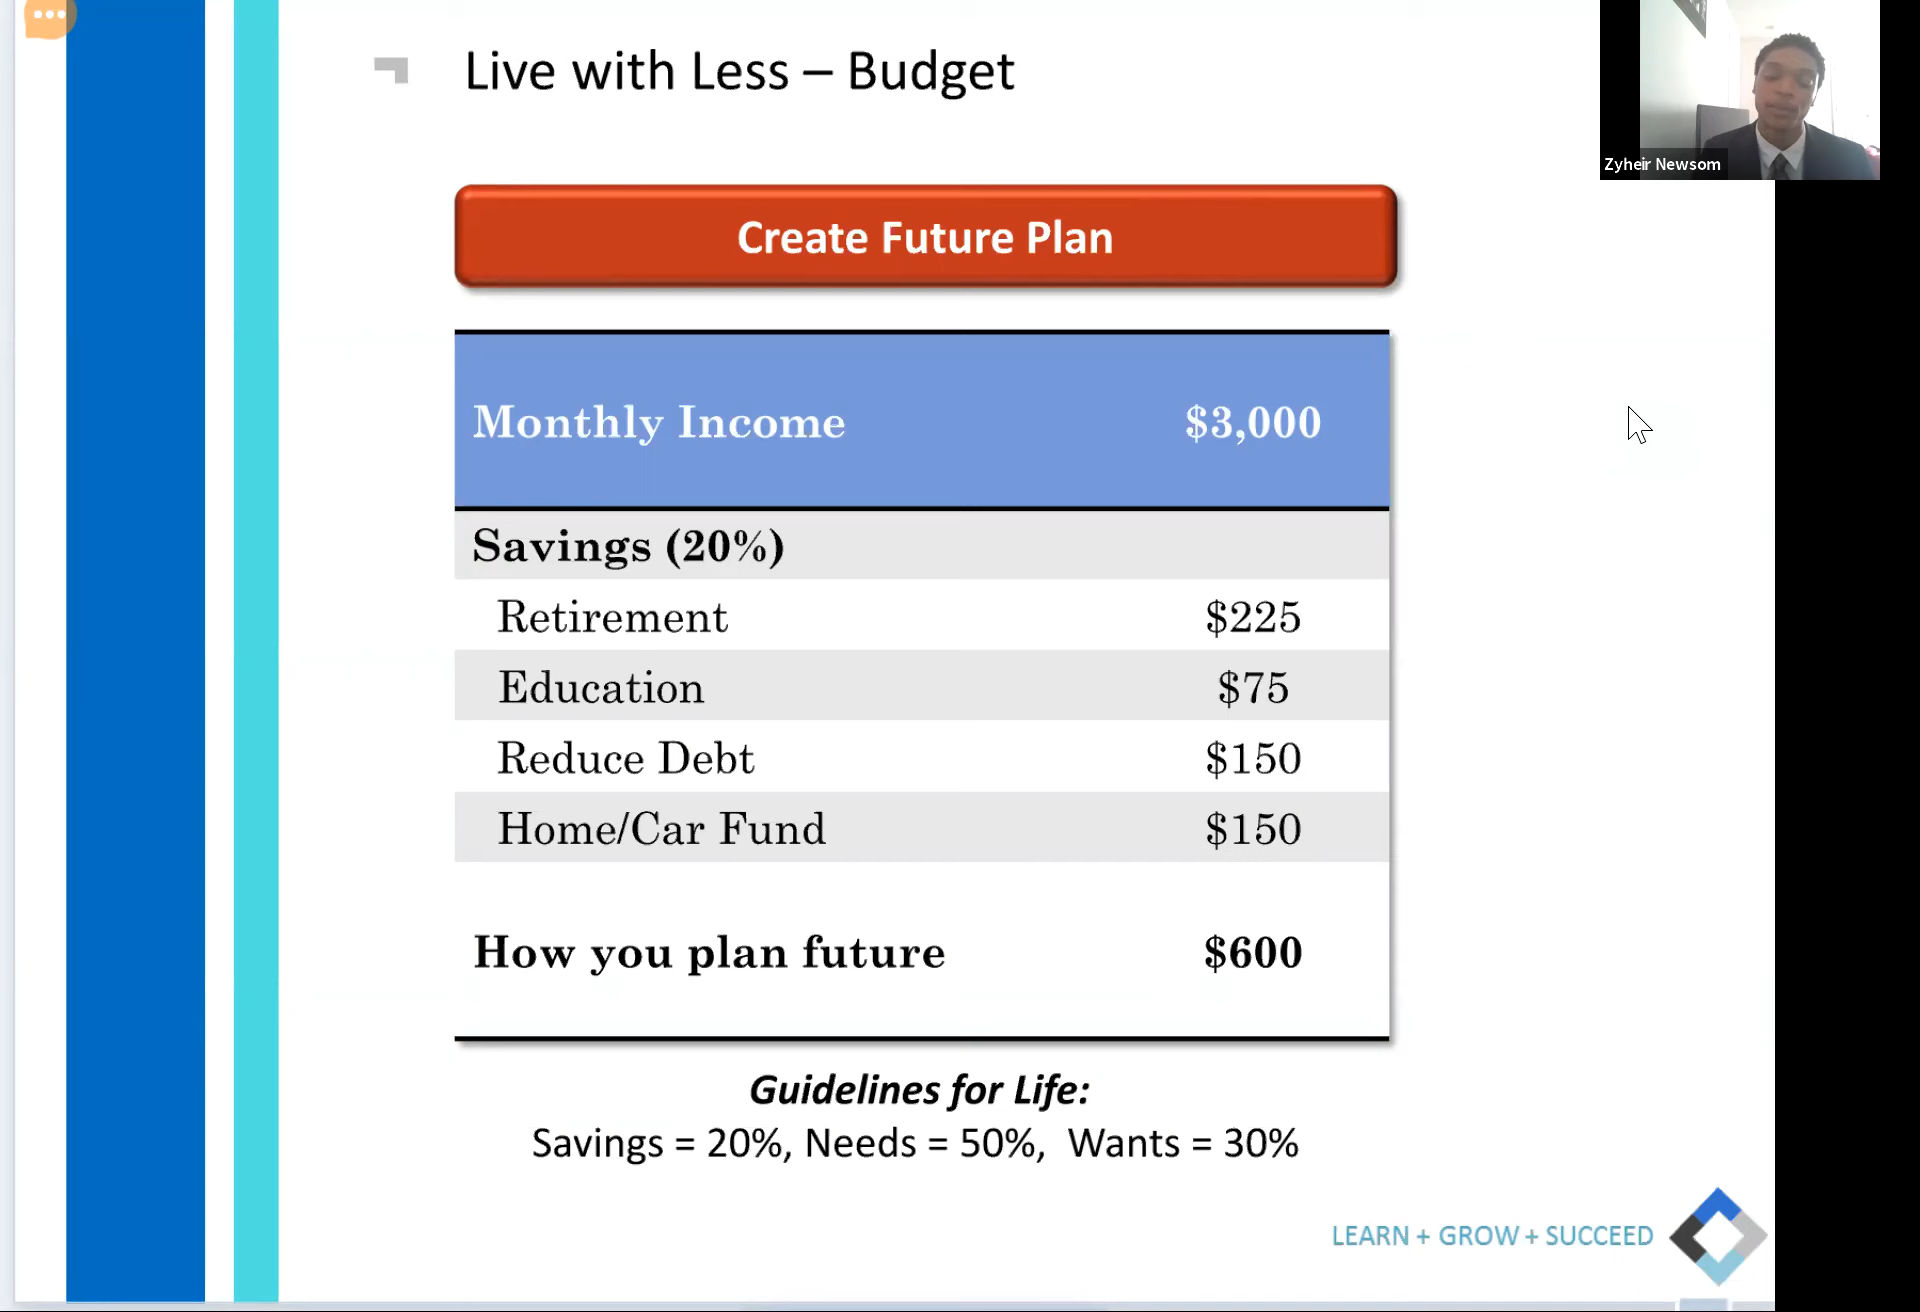 Live with Less – Budget
Zyheir Newsom
Create Future Plan
Monthly Income $3,000
Savings (20%)
Retirement $225
Education $75
Reduce Debt $150
Home/Car Fund $150
How you plan future $600
Guidelines for Life:
Savings = 20%, Needs = 50%, Wants = 30%
LEARN + GROW + SUCCEED